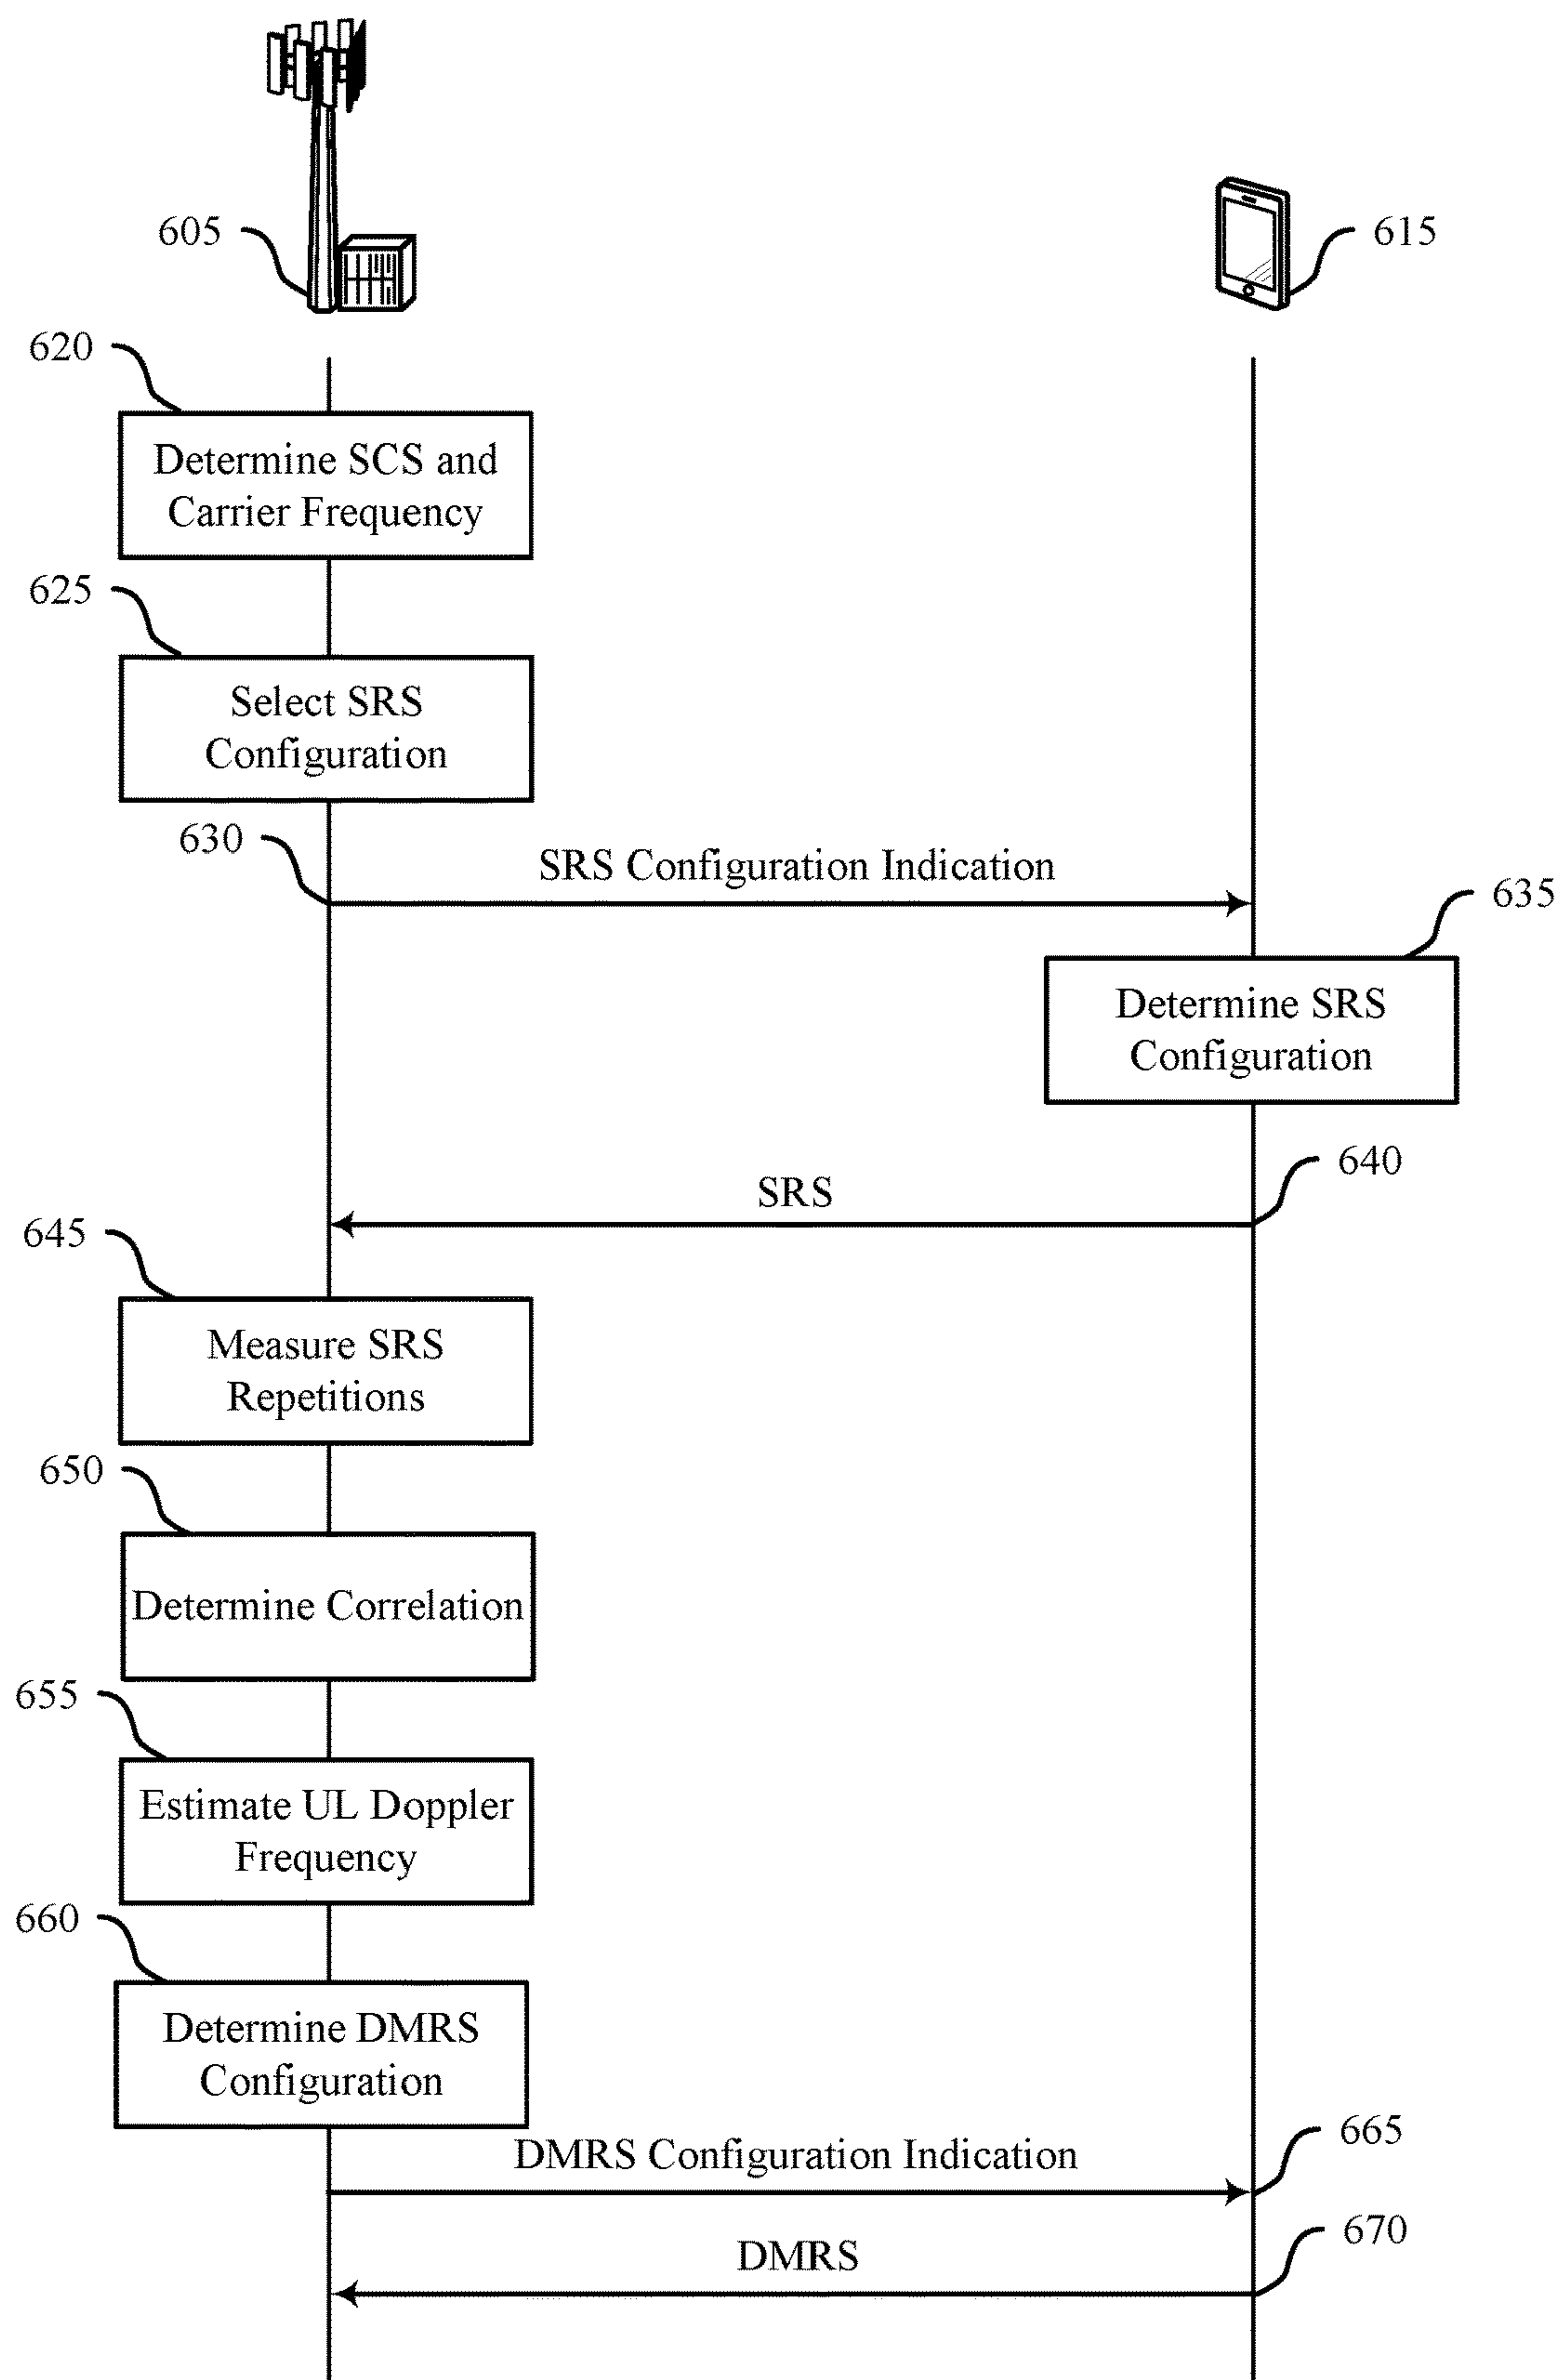 605
615
620
Determine SCS and
Carrier Frequency
625
Select SRS
Configuration
630
SRS Configuration Indication
635
Determine SRS
Configuration
640
SRS
645
Measure SRS
Repetitions
650
Determine Correlation
655
Estimate UL Doppler
Frequency
660
Determine DMRS
Configuration
DMRS Configuration Indication
665
DMRS
670